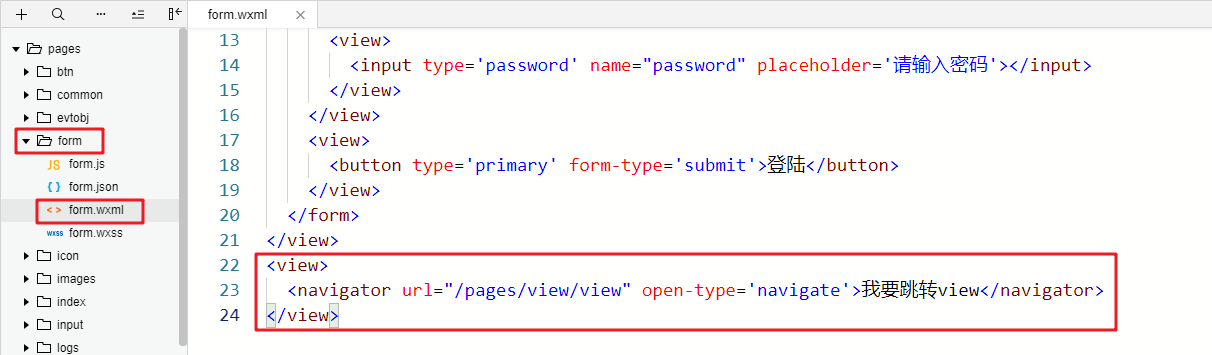 form.wxml
pages
btn
common
evtobj
form
JS form.js
{ } form.json
< > form.wxml
wxss form.wxss
icon
images
index
input
logs
13 <view>
14 <input type='password' name="password" placeholder='请输入密码'></input>
15 </view>
16 </view>
17 <view>
18 <button type='primary' form-type='submit'>登陆</button>
19 </view>
20 </form>
21 </view>
22 <view>
23 <navigator url="/pages/view/view" open-type='navigate'>我要跳转view</navigator>
24 </view>